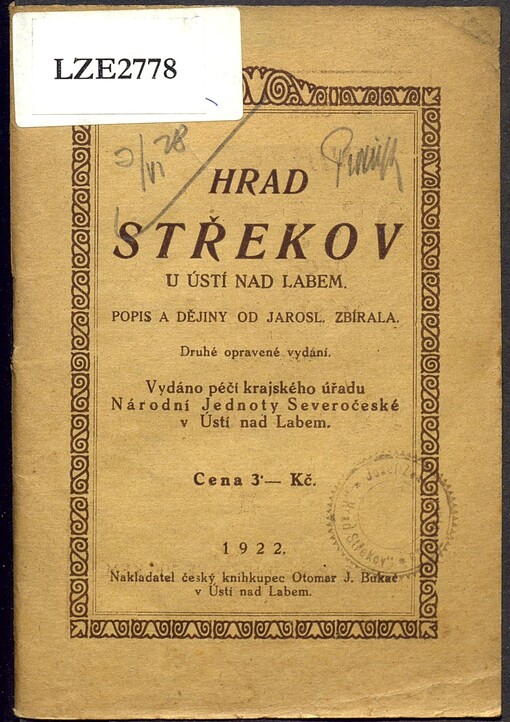 LZE2778
HRAD
STŘEKOV
U ÚSTÍ NAD LABEM.
POPIS A DĚJINY OD JAROSL. ZBÍRALA.
Druhé opravené vydání.
Vydáno péčí krajského úřadu
Národní Jednoty Severočeské
v Ústí nad Labem.
Cena 3·— Kč.
1922.
Nakladatel český knihkupec Otomar J. Bukač
v Ústí nad Labem.